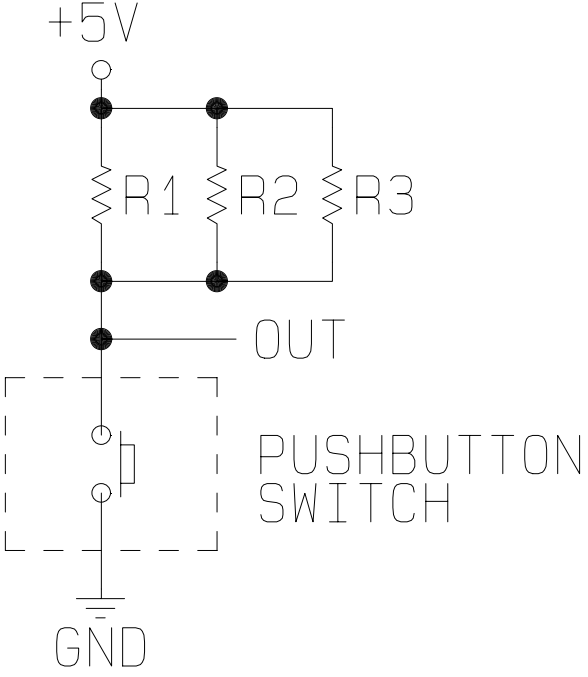 +5V
R1 R2 R3
OUT
PUSHBUTTON
SWITCH
GND